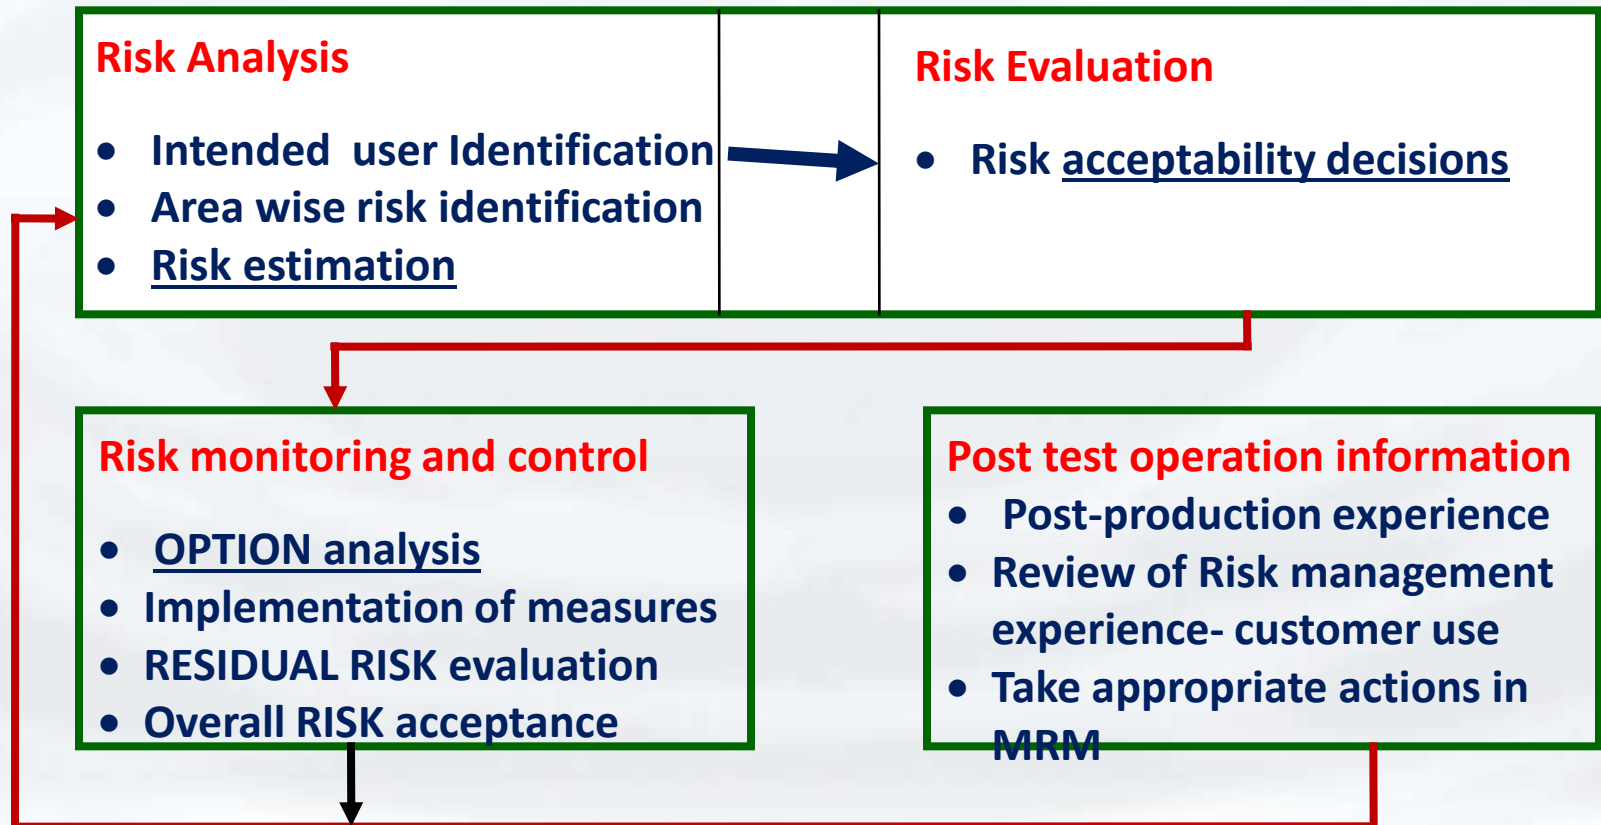 Risk Analysis
• Intended user Identification
• Area wise risk identification
• Risk estimation
Risk Evaluation
• Risk acceptability decisions
Risk monitoring and control
• OPTION analysis
• Implementation of measures
• RESIDUAL RISK evaluation
• Overall RISK acceptance
Post test operation information
• Post-production experience
• Review of Risk management
experience- customer use
• Take appropriate actions in
MRM